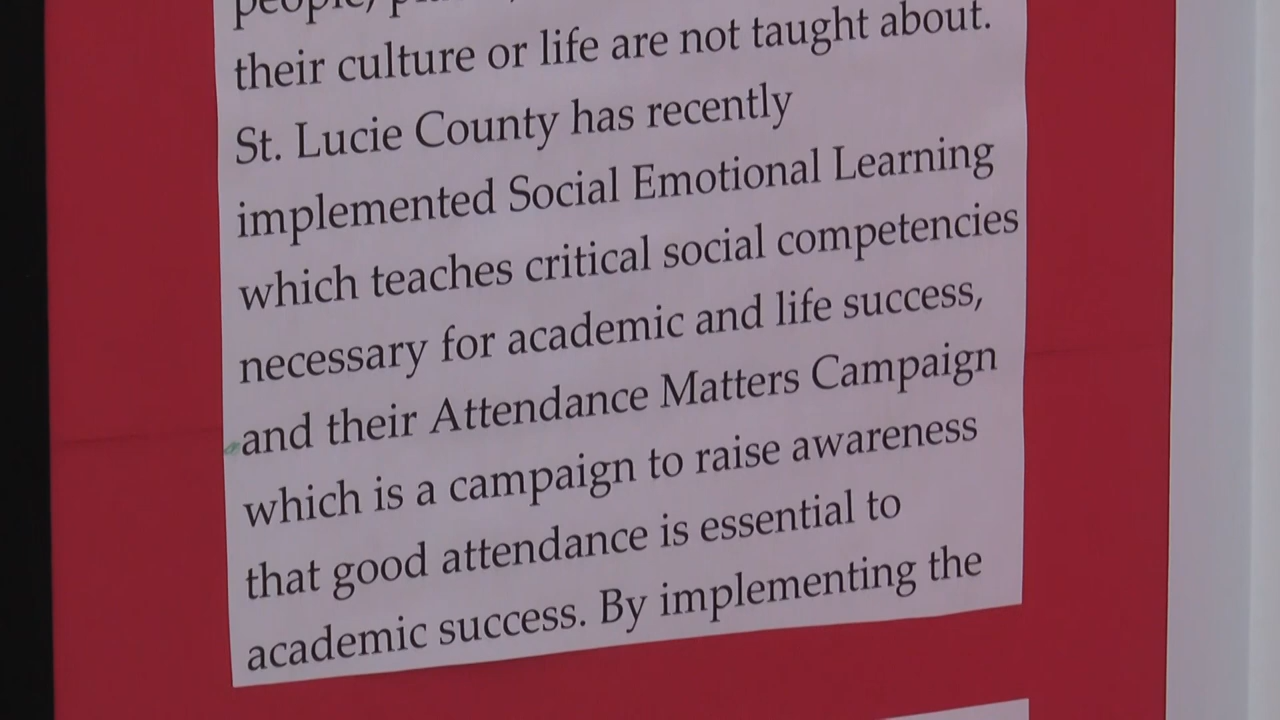 people,
their culture or life are not taught about.
St. Lucie County has recently
implemented Social Emotional Learning
which teaches critical social competencies
necessary for academic and life success,
and their Attendance Matters Campaign
which is a campaign to raise awareness
that good attendance is essential to
academic success. By implementing the